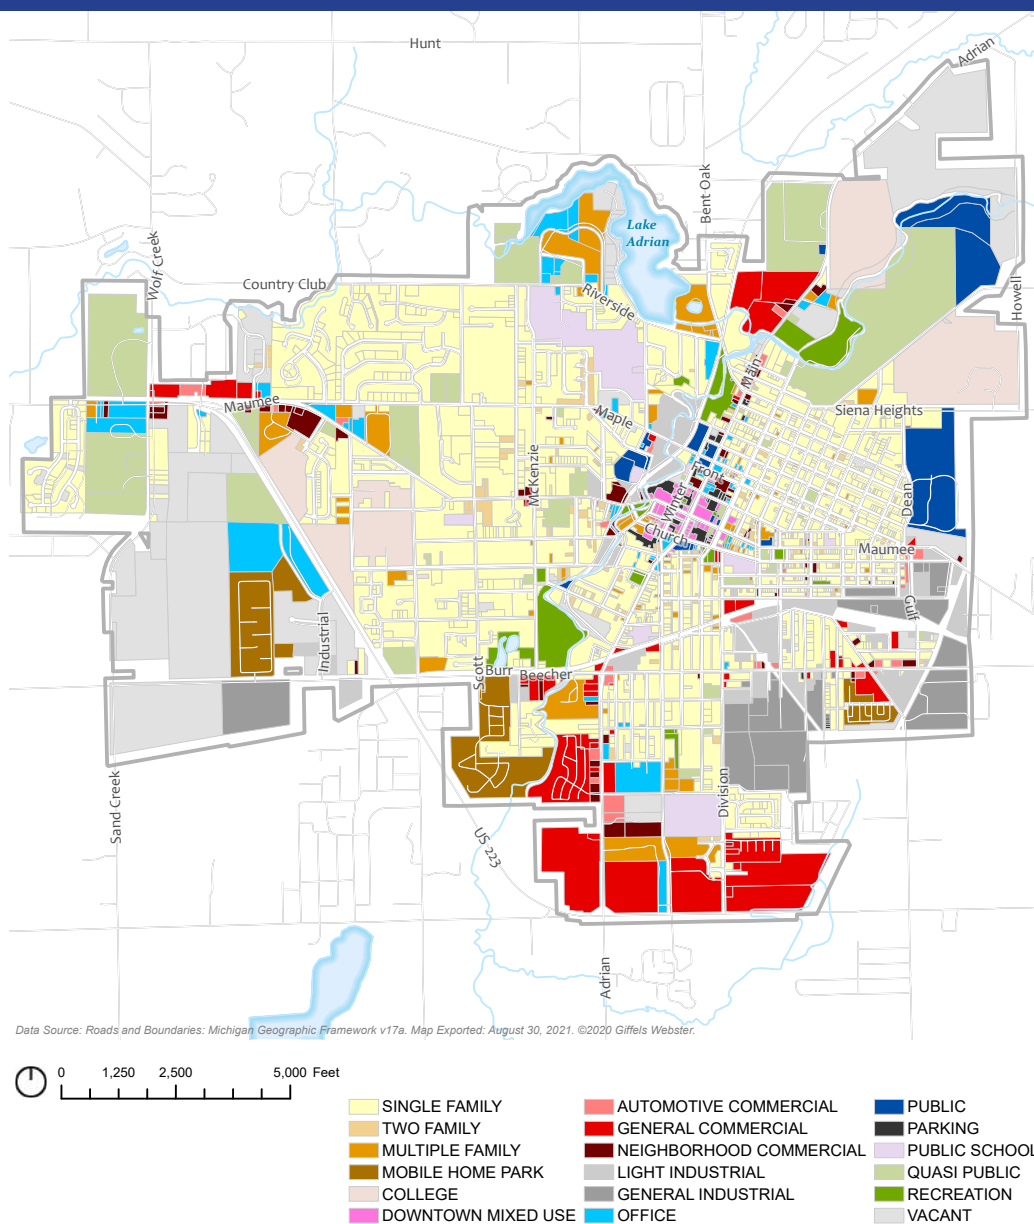 Hunt
Adrian
Bent Oak
Lake
Adrian
Wolf Creek
Country Club
Riverside
Howell
Main
Maumee
Maple
Siena Heights
McKenzie
Front
Winter
Dean
Church
Maumee
Gulf
Industrial
Scott
Burr
Beecher
Sand Creek
Division
US 223
Adrian
Data Source: Roads and Boundaries: Michigan Geographic Framework v17a. Map Exported: August 30, 2021. ©2020 Giffels Webster.
0 1,250 2,500 5,000 Feet
SINGLE FAMILY
TWO FAMILY
MULTIPLE FAMILY
MOBILE HOME PARK
COLLEGE
DOWNTOWN MIXED USE
AUTOMOTIVE COMMERCIAL
GENERAL COMMERCIAL
NEIGHBORHOOD COMMERCIAL
LIGHT INDUSTRIAL
GENERAL INDUSTRIAL
OFFICE
PUBLIC
PARKING
PUBLIC SCHOOL
QUASI PUBLIC
RECREATION
VACANT